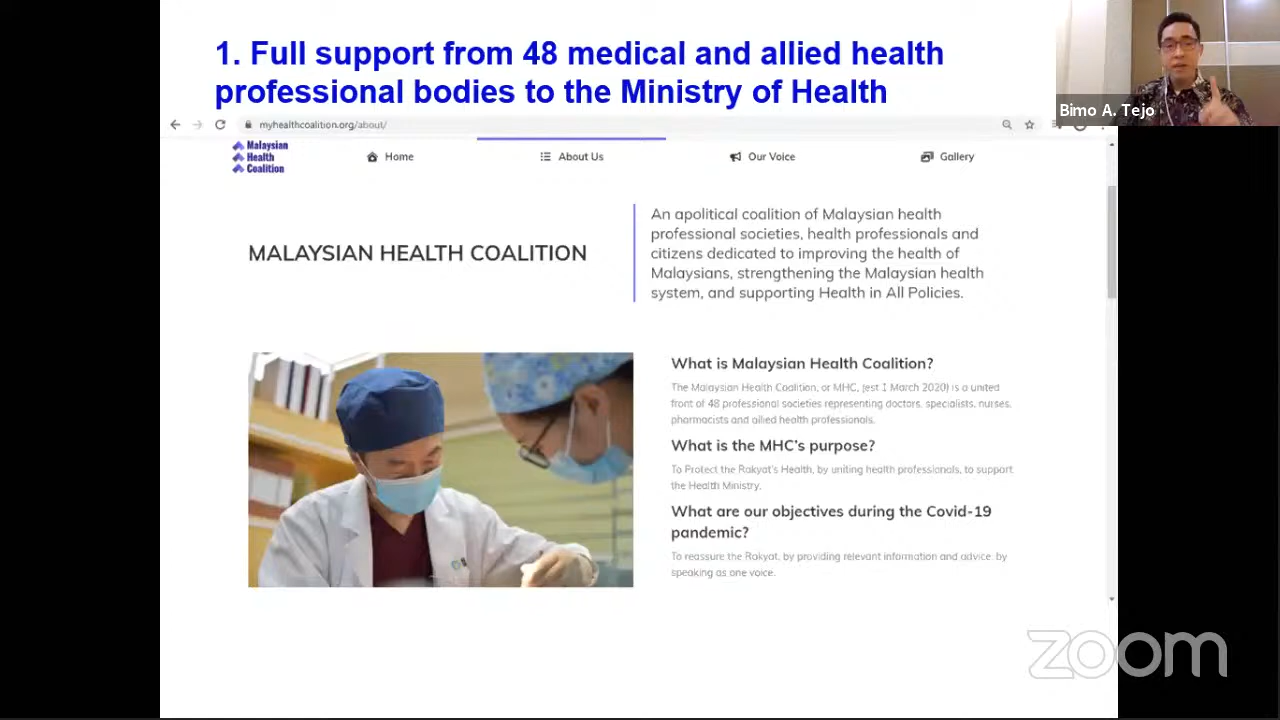 1. Full support from 48 medical and allied health
professional bodies to the Ministry of Health
Bimo A. Tejo
myhealthcoalition.org/about/
Malaysian
Health
Coalition
Home
About Us
Our Voice
Gallery
MALAYSIAN HEALTH COALITION
An apolitical coalition of Malaysian health
professional societies, health professionals and
citizens dedicated to improving the health of
Malaysians, strengthening the Malaysian health
system, and supporting Health in All Policies.
What is Malaysian Health Coalition?
The Malaysian Health Coalition, or MHC, (est 1 March 2020) is a united
front of 48 professional societies representing doctors, specialists, nurses,
pharmacists and allied health professionals.
What is the MHC's purpose?
To Protect the Rakyat's Health, by uniting health professionals, to support
the Health Ministry.
What are our objectives during the Covid-19
pandemic?
To reassure the Rakyat, by providing relevant information and advice, by
speaking as one voice.
zoom